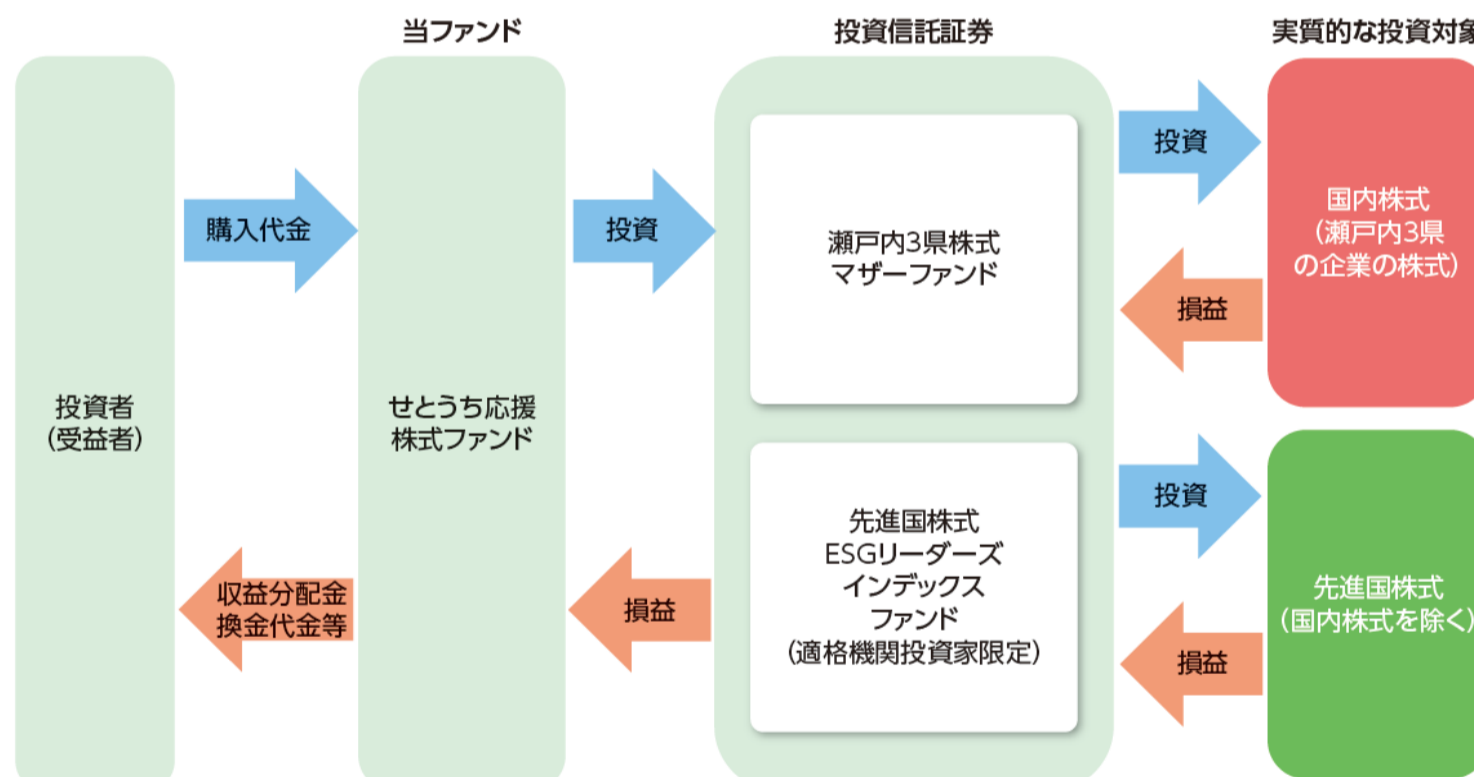 当ファンド
投資信託証券
実質的な投資対象
投資者
(受益者)
購入代金
収益分配金
換金代金等
せとうち応援
株式ファンド
投資
損益
瀬戸内3県株式
マザーファンド
先進国株式
ESGリーダーズ
インデックス
ファンド
(適格機関投資家限定)
投資
損益
国内株式
(瀬戸内3県
の企業の株式)
投資
損益
先進国株式
(国内株式を除く)